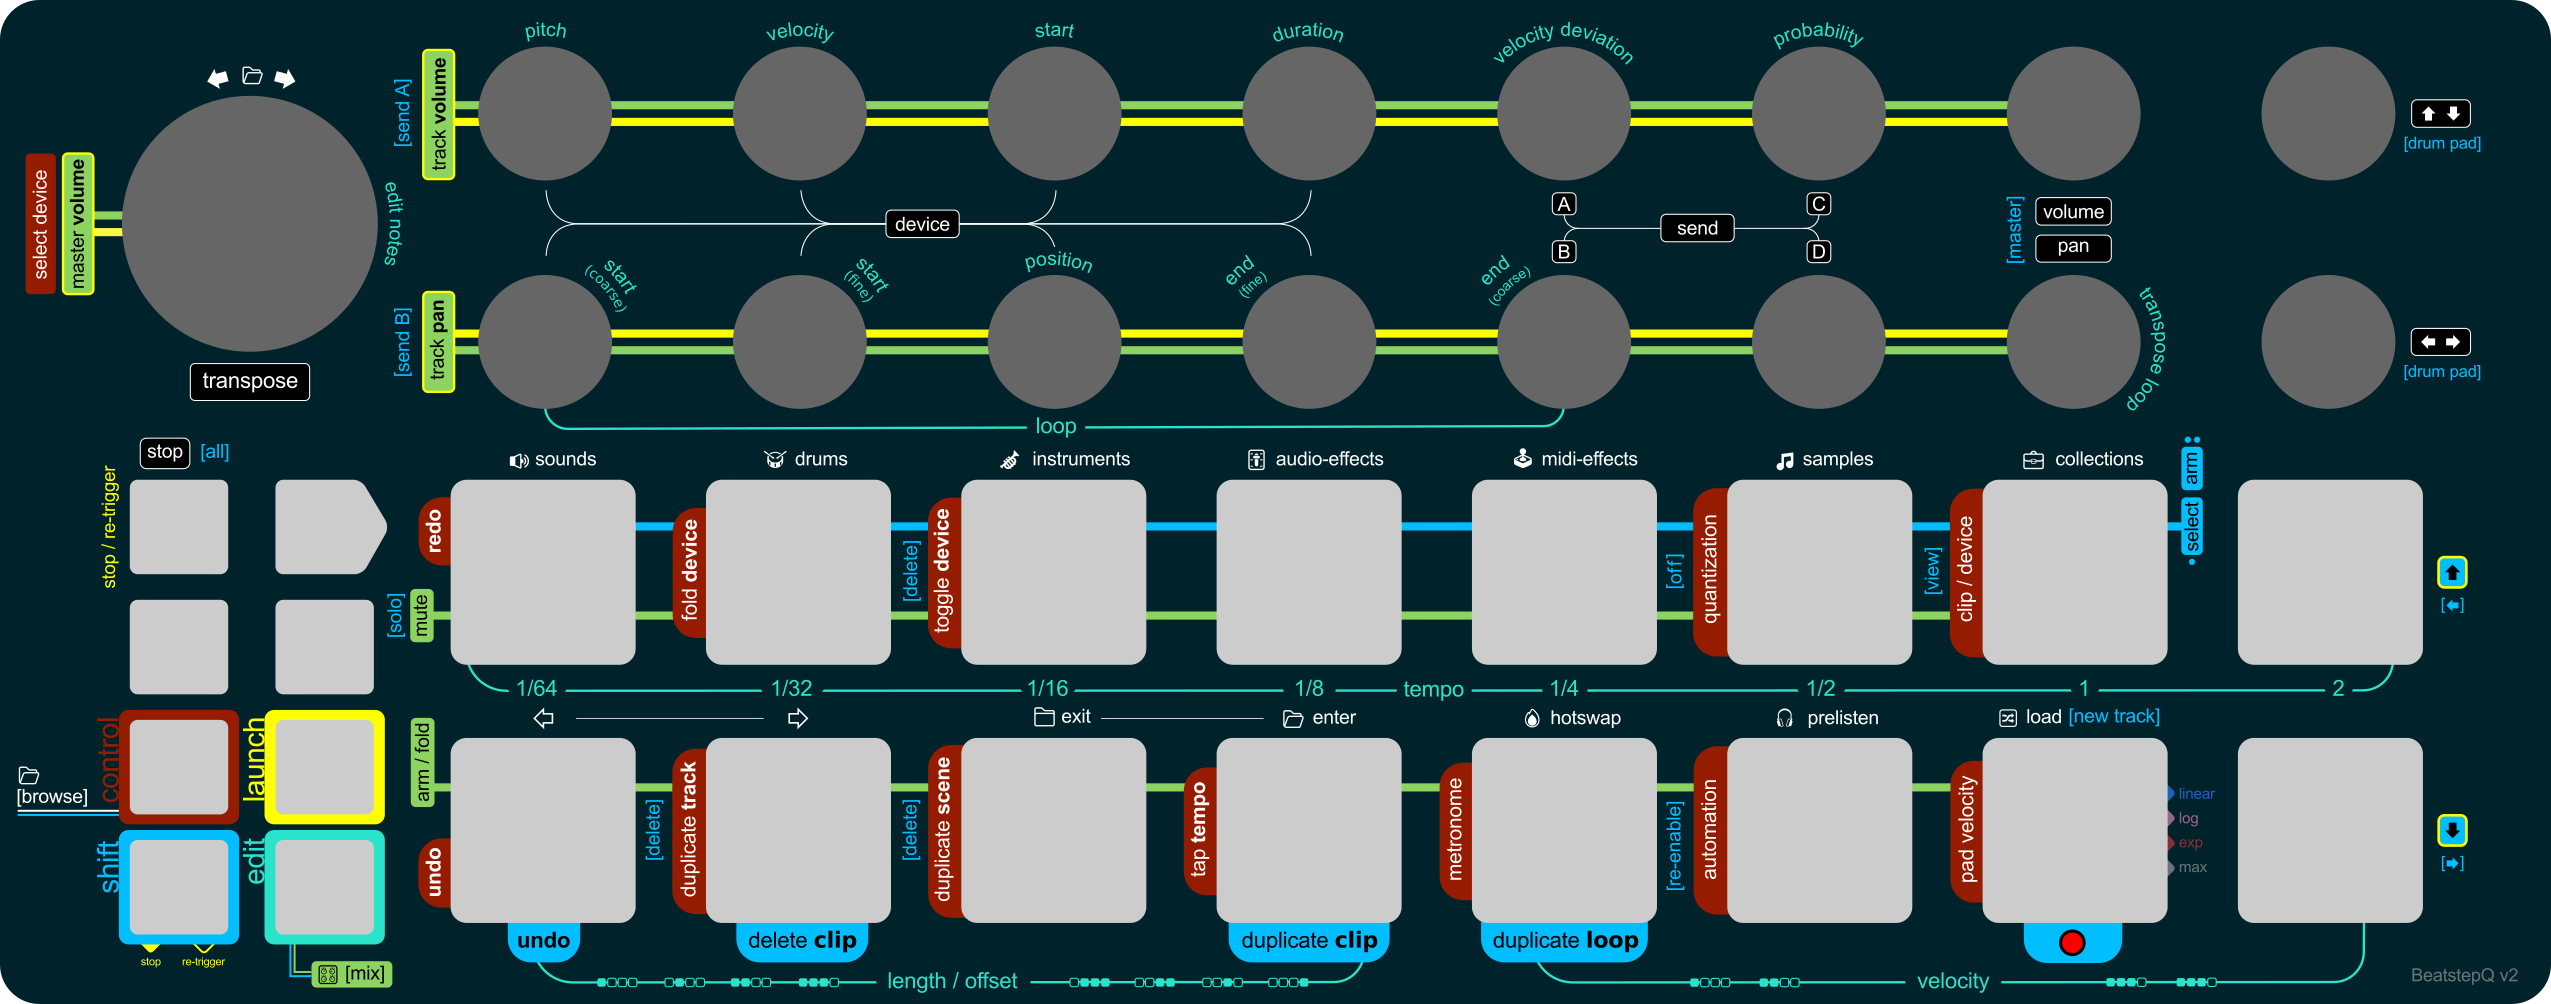 pitch
velocity
start
duration
velocity deviation
probability
[send A]
track volume
[drum pad]
select device
master volume
edit notes
transpose
device
A
B
send
C
D
[master]
volume
pan
start
(coarse)
start
(fine)
position
end
(fine)
end
(coarse)
[send B]
track pan
transpose loop
[drum pad]
loop
stop [all]
stop / re-trigger
sounds
drums
instruments
audio-effects
midi-effects
samples
collections
arm
select
redo
fold device
[delete]
toggle device
[off]
quantization
[view]
clip / device
[solo]
mute
1/64
1/32
1/16
1/8
tempo
1/4
1/2
1
2
exit
enter
hotswap
prelisten
load [new track]
control
launch
[browse]
shift
edit
stop
re-trigger
[mix]
arm / fold
undo
[delete]
duplicate track
[delete]
duplicate scene
tap tempo
metronome
[re-enable]
automation
pad velocity
linear
log
exp
max
undo
delete clip
duplicate clip
duplicate loop
length / offset
velocity
BeatstepQ v2